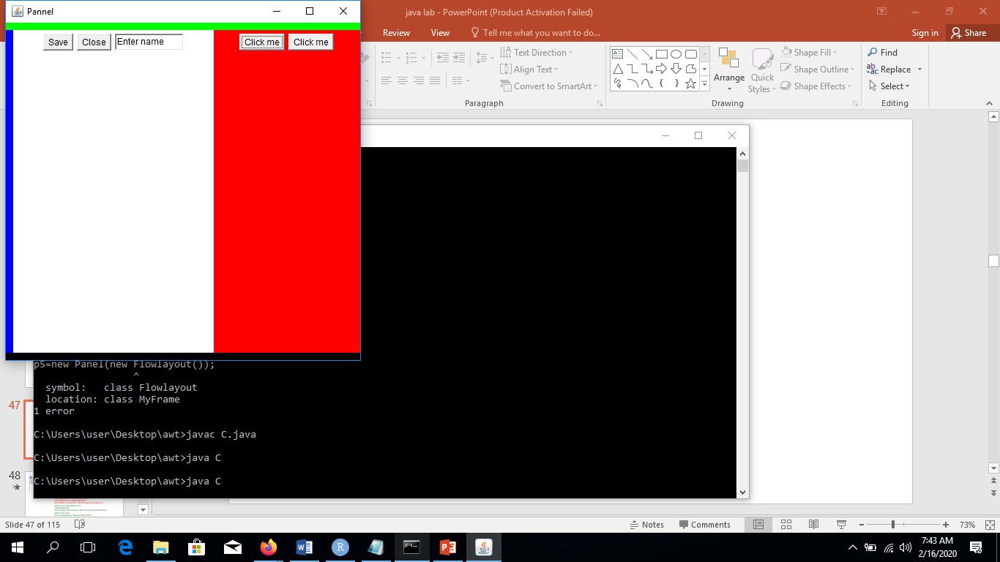 Pannel
java lab - PowerPoint (Product Activation Failed)
Review View Tell me what you want to do...
Sign in Share
Save Close Enter name Click me Click me
Text Direction
Align Text
Convert to SmartArt
Paragraph
Arrange
Quick Styles
Shape Fill
Shape Outline
Shape Effects
Drawing
Find
Replace
Select
Editing
p5=new Panel(new Flowlayout());
^
symbol: class Flowlayout
location: class MyFrame
1 error
C:\Users\user\Desktop\awt>javac C.java
C:\Users\user\Desktop\awt>java C
C:\Users\user\Desktop\awt>java C
47
48
Slide 47 of 115
Notes Comments 73%
7:43 AM
2/16/2020